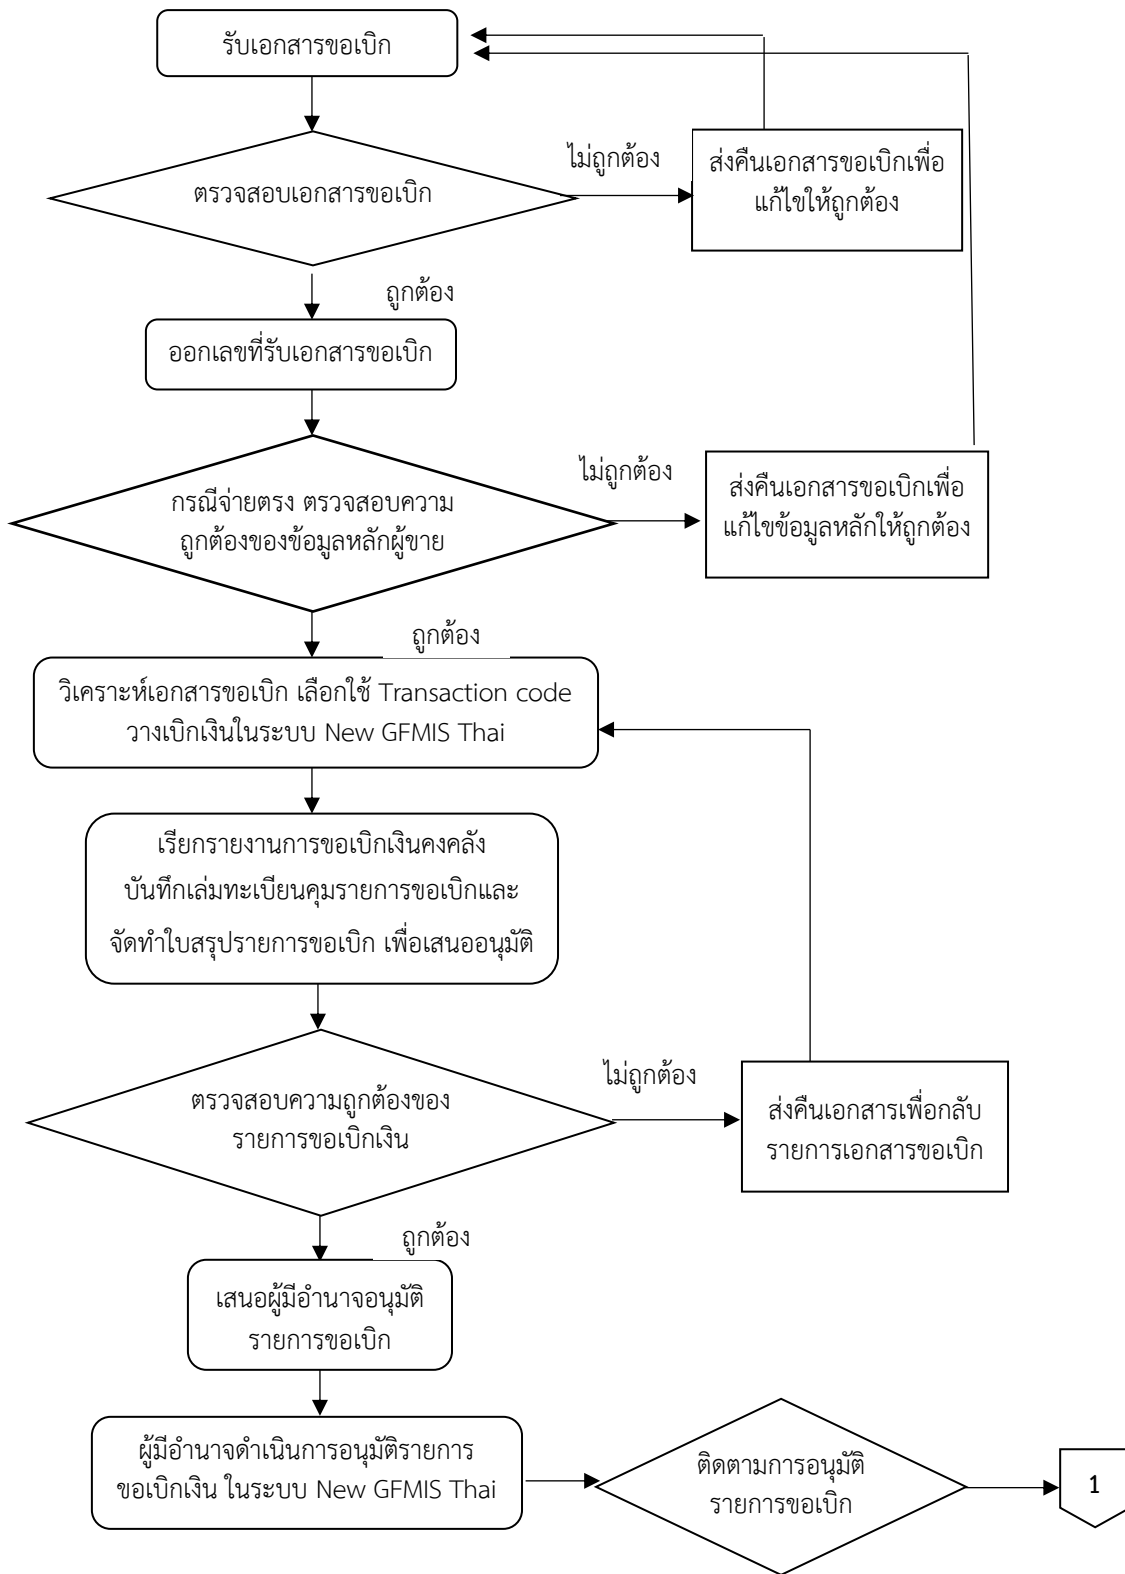 รับเอกสารขอเบิก
ตรวจสอบเอกสารขอเบิก
ไม่ถูกต้อง
ส่งคืนเอกสารขอเบิกเพื่อ
แก้ไขให้ถูกต้อง
ถูกต้อง
ออกเลขที่รับเอกสารขอเบิก
กรณีจ่ายตรง ตรวจสอบความ
ถูกต้องของข้อมูลหลักผู้ขาย
ไม่ถูกต้อง
ส่งคืนเอกสารขอเบิกเพื่อ
แก้ไขข้อมูลหลักให้ถูกต้อง
ถูกต้อง
วิเคราะห์เอกสารขอเบิก เลือกใช้ Transaction code
วางเบิกเงินในระบบ New GFMIS Thai
เรียกรายงานการขอเบิกเงินคงคลัง
บันทึกเล่มทะเบียนคุมรายการขอเบิกและ
จัดทำใบสรุปรายการขอเบิก เพื่อเสนออนุมัติ
ตรวจสอบความถูกต้องของ
รายการขอเบิกเงิน
ไม่ถูกต้อง
ส่งคืนเอกสารเพื่อกลับ
รายการเอกสารขอเบิก
ถูกต้อง
เสนอผู้มีอำนาจอนุมัติ
รายการขอเบิก
ผู้มีอำนาจดำเนินการอนุมัติรายการ
ขอเบิกเงิน ในระบบ New GFMIS Thai
ติดตามการอนุมัติ
รายการขอเบิก
1